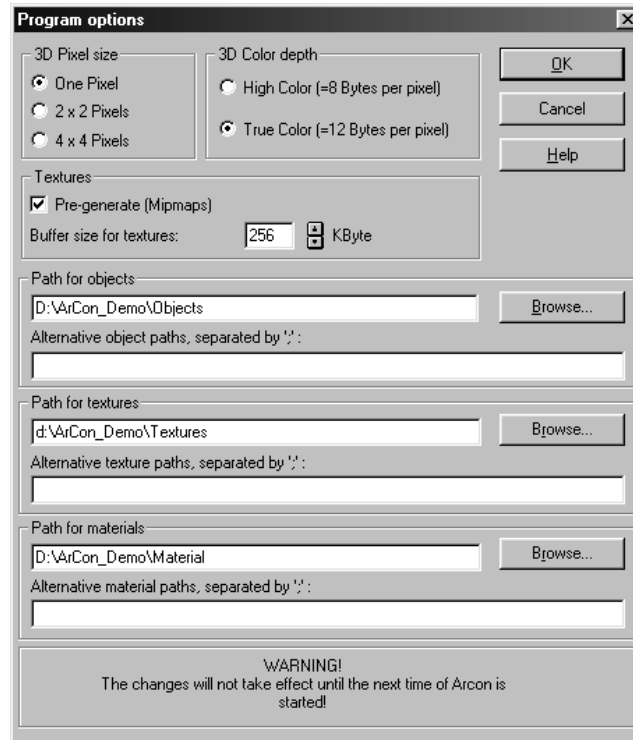 Program options
3D Pixel size
One Pixel
2 x 2 Pixels
4 x 4 Pixels
3D Color depth
High Color (=8 Bytes per pixel)
True Color (=12 Bytes per pixel)
OK
Cancel
Help
Textures
Pre-generate (Mipmaps)
Buffer size for textures: 256 KByte
Path for objects
D:\ArCon_Demo\Objects
Browse...
Alternative object paths, separated by ';' :
Path for textures
d:\ArCon_Demo\Textures
Browse...
Alternative texture paths, separated by ';' :
Path for materials
D:\ArCon_Demo\Material
Browse...
Alternative material paths, separated by ';' :
WARNING!
The changes will not take effect until the next time of Arcon is
started!